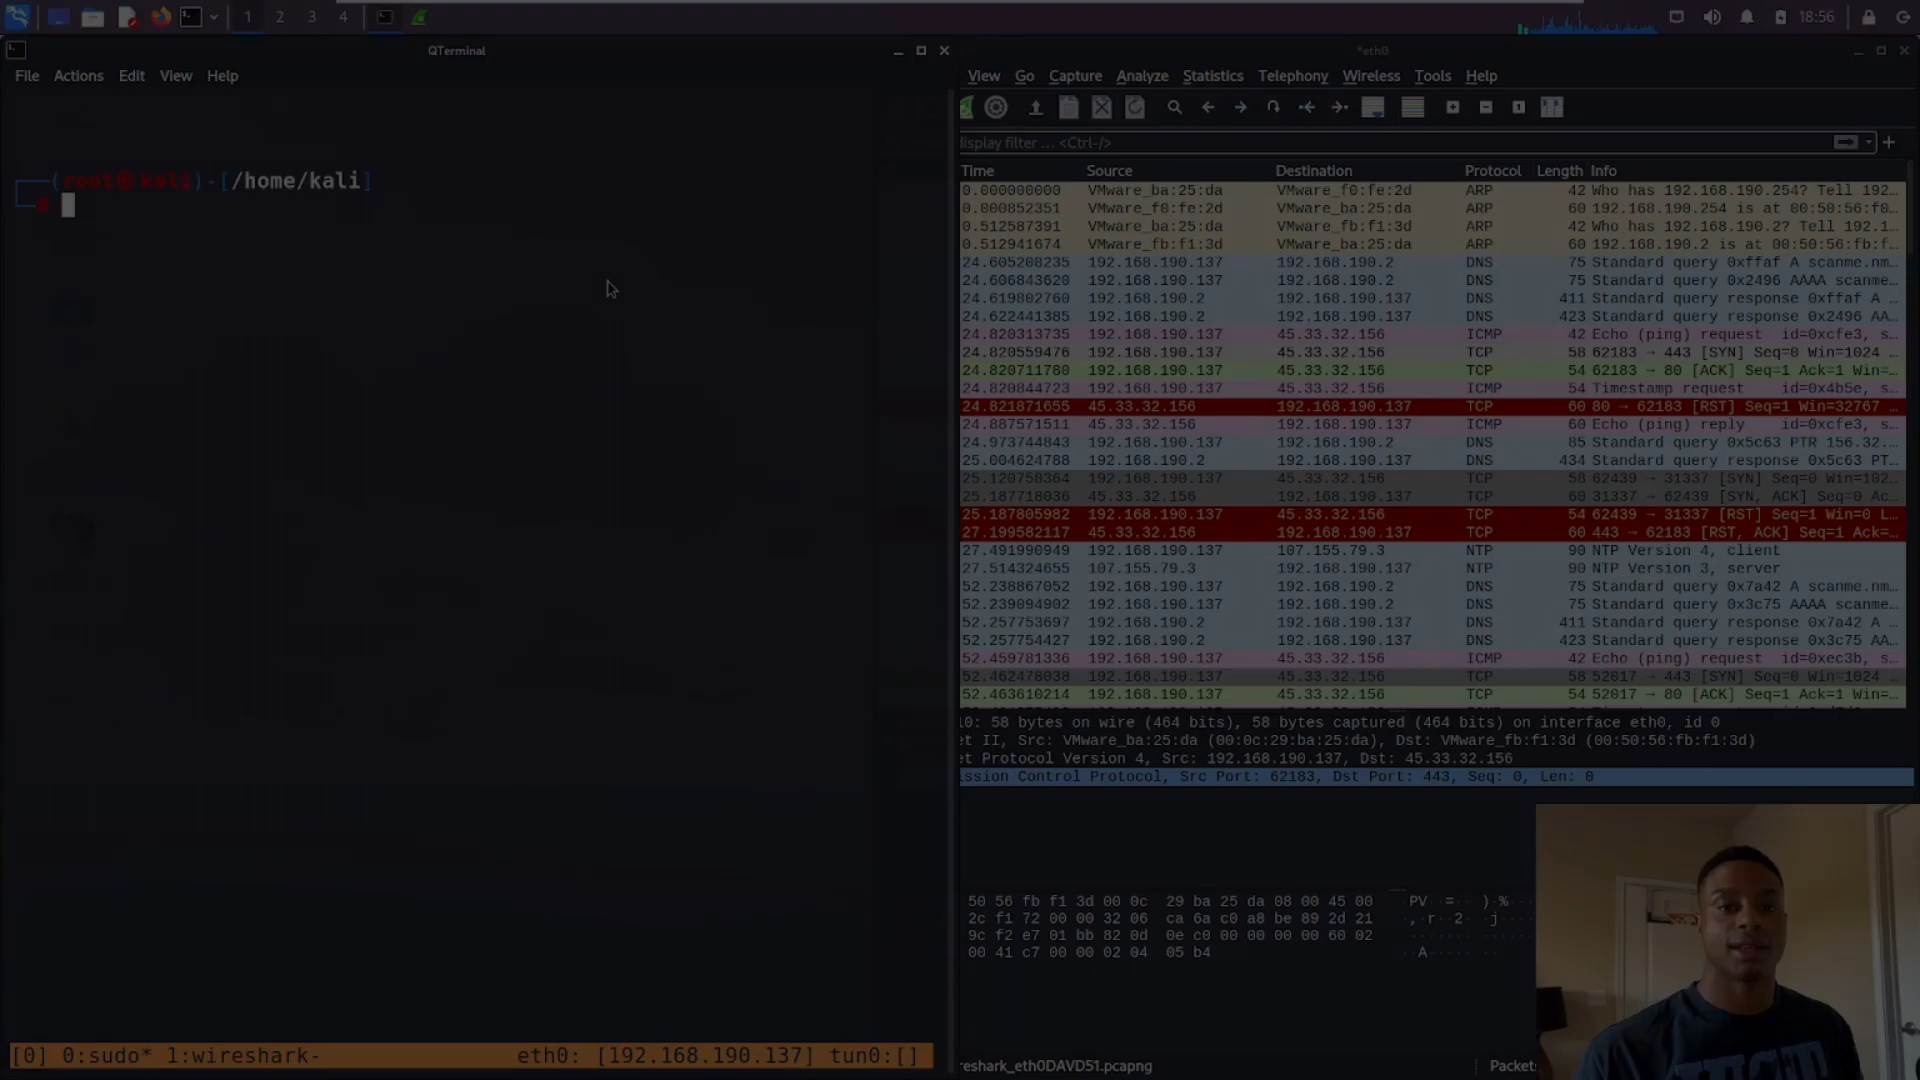 1 2 3 4
18:56
QTerminal
File Actions Edit View Help
(root㉿kali)-[/home/kali]
#
[0] 0:sudo* 1:wireshark- eth0: [192.168.190.137] tun0:[]
*eth0
View Go Capture Analyze Statistics Telephony Wireless Tools Help
display filter ... <Ctrl-/>
Time Source Destination Protocol Length Info
0.000000000 VMware_ba:25:da VMware_f0:fe:2d ARP 42 Who has 192.168.190.254? Tell 192…
0.000852351 VMware_f0:fe:2d VMware_ba:25:da ARP 60 192.168.190.254 is at 00:50:56:f0…
0.512587391 VMware_ba:25:da VMware_fb:f1:3d ARP 42 Who has 192.168.190.2? Tell 192.1…
0.512941674 VMware_fb:f1:3d VMware_ba:25:da ARP 60 192.168.190.2 is at 00:50:56:fb:f…
24.605208235 192.168.190.137 192.168.190.2 DNS 75 Standard query 0xffaf A scanme.nm…
24.606843620 192.168.190.137 192.168.190.2 DNS 75 Standard query 0x2496 AAAA scanme…
24.619802760 192.168.190.2 192.168.190.137 DNS 411 Standard query response 0xffaf A …
24.622441385 192.168.190.2 192.168.190.137 DNS 423 Standard query response 0x2496 AA…
24.820313735 192.168.190.137 45.33.32.156 ICMP 42 Echo (ping) request id=0xcfe3, s…
24.820559476 192.168.190.137 45.33.32.156 TCP 58 62183 → 443 [SYN] Seq=0 Win=1024 …
24.820711780 192.168.190.137 45.33.32.156 TCP 54 62183 → 80 [ACK] Seq=1 Ack=1 Win=…
24.820844723 192.168.190.137 45.33.32.156 ICMP 54 Timestamp request id=0x4b5e, s…
24.821871655 45.33.32.156 192.168.190.137 TCP 60 80 → 62183 [RST] Seq=1 Win=32767 …
24.887571511 45.33.32.156 192.168.190.137 ICMP 60 Echo (ping) reply id=0xcfe3, s…
24.973744843 192.168.190.137 192.168.190.2 DNS 85 Standard query 0x5c63 PTR 156.32.…
25.004624788 192.168.190.2 192.168.190.137 DNS 434 Standard query response 0x5c63 PT…
25.120758364 192.168.190.137 45.33.32.156 TCP 58 62439 → 31337 [SYN] Seq=0 Win=102…
25.187718036 45.33.32.156 192.168.190.137 TCP 60 31337 → 62439 [SYN, ACK] Seq=0 Ac…
25.187805982 192.168.190.137 45.33.32.156 TCP 54 62439 → 31337 [RST] Seq=1 Win=0 L…
27.199582117 45.33.32.156 192.168.190.137 TCP 60 443 → 62183 [RST, ACK] Seq=1 Ack=…
27.491990949 192.168.190.137 107.155.79.3 NTP 90 NTP Version 4, client
27.514324655 107.155.79.3 192.168.190.137 NTP 90 NTP Version 3, server
52.238867052 192.168.190.137 192.168.190.2 DNS 75 Standard query 0x7a42 A scanme.nm…
52.239094902 192.168.190.137 192.168.190.2 DNS 75 Standard query 0x3c75 AAAA scanme…
52.257753697 192.168.190.2 192.168.190.137 DNS 411 Standard query response 0x7a42 A …
52.257754427 192.168.190.2 192.168.190.137 DNS 423 Standard query response 0x3c75 AA…
52.459781336 192.168.190.137 45.33.32.156 ICMP 42 Echo (ping) request id=0xec3b, s…
52.462478038 192.168.190.137 45.33.32.156 TCP 58 52017 → 443 [SYN] Seq=0 Win=1024 …
52.463610214 192.168.190.137 45.33.32.156 TCP 54 52017 → 80 [ACK] Seq=1 Ack=1 Win=…
10: 58 bytes on wire (464 bits), 58 bytes captured (464 bits) on interface eth0, id 0
et II, Src: VMware_ba:25:da (00:0c:29:ba:25:da), Dst: VMware_fb:f1:3d (00:50:56:fb:f1:3d)
et Protocol Version 4, Src: 192.168.190.137, Dst: 45.33.32.156
ission Control Protocol, Src Port: 62183, Dst Port: 443, Seq: 0, Len: 0
50 56 fb f1 3d 00 0c 29 ba 25 da 08 00 45 00 PV··=··)·%···
2c f1 72 00 00 32 06 ca 6a c0 a8 be 89 2d 21 ,·r··2··j····
9c f2 e7 01 bb 82 0d 0e c0 00 00 00 00 60 02
00 41 c7 00 00 02 04 05 b4 ··A······
reshark_eth0DAVD51.pcapng Packets